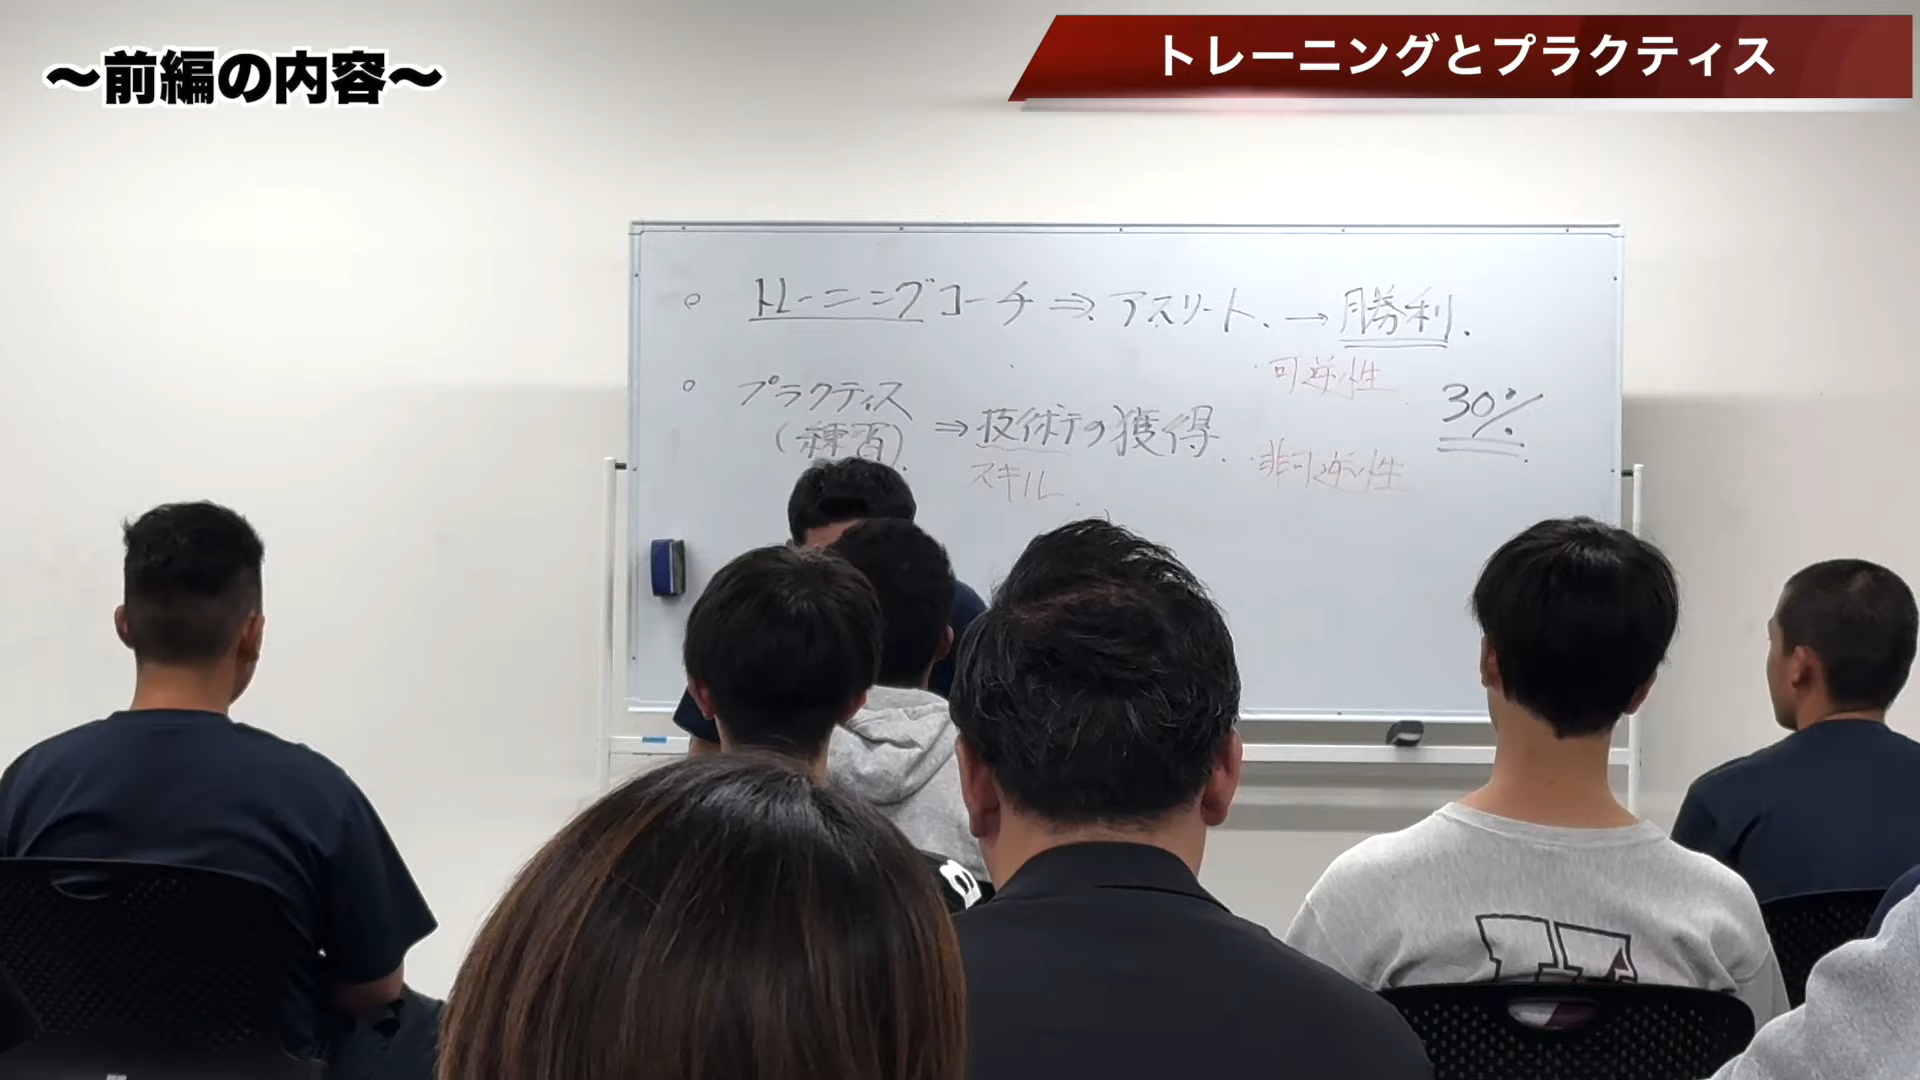 ～前編の内容～
トレーニングとプラクティス
○ トレーニングコーチ ⇒ アスリート. → 勝利.
可逆性
○ プラクティス
(練習) ⇒ 技術の獲得.
30%
スキル
非可逆性